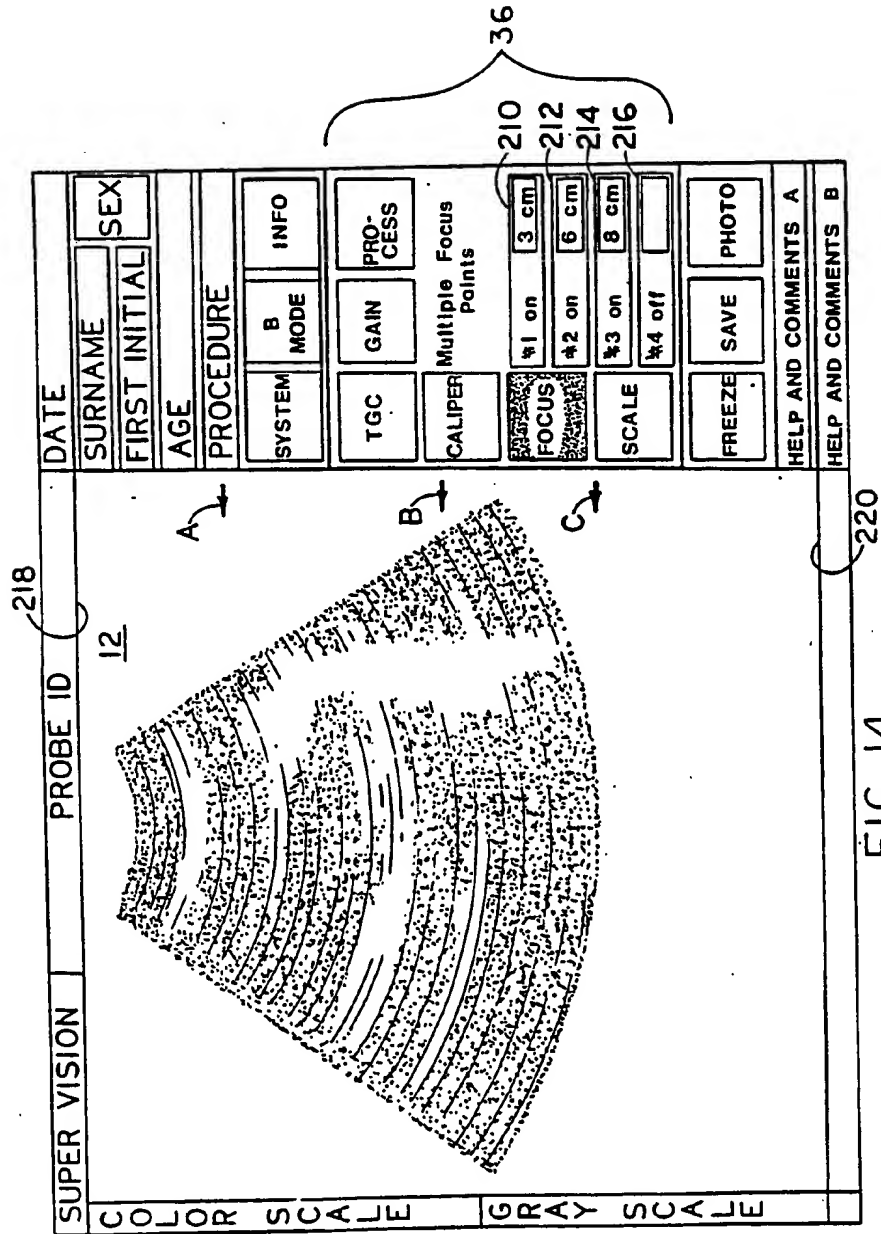 218
SUPER VISION
PROBE ID
DATE
12
COLOR SCALE
GRAY SCALE
SURNAME
SEX
FIRST INITIAL
AGE
PROCEDURE
SYSTEM
B MODE
INFO
TGC
GAIN
PRO-
CESS
CALIPER
Multiple Focus
Points
FOCUS
#1 on
3 cm
#2 on
6 cm
SCALE
#3 on
8 cm
#4 off
FREEZE
SAVE
PHOTO
HELP AND COMMENTS A
HELP AND COMMENTS B
A
B
C
36
210
212
214
216
220